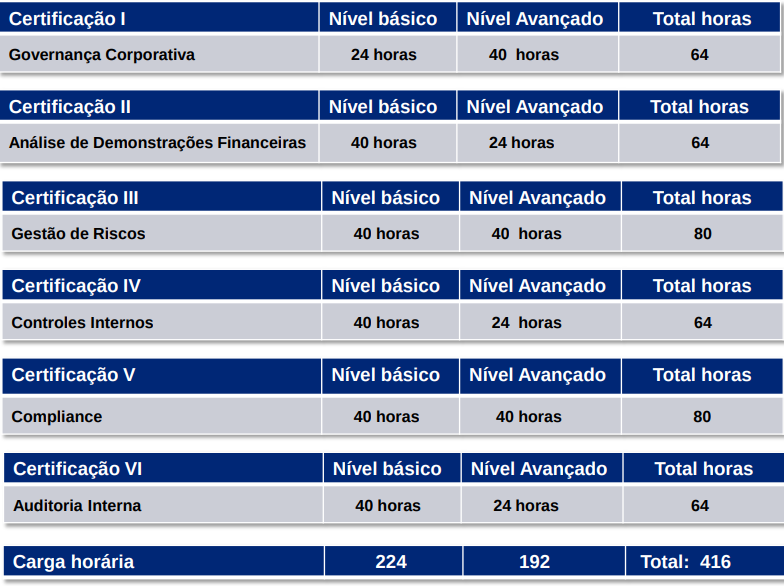 Certificação I Nível básico Nível Avançado Total horas
Governança Corporativa 24 horas 40 horas 64
Certificação II Nível básico Nível Avançado Total horas
Análise de Demonstrações Financeiras 40 horas 24 horas 64
Certificação III Nível básico Nível Avançado Total horas
Gestão de Riscos 40 horas 40 horas 80
Certificação IV Nível básico Nível Avançado Total horas
Controles Internos 40 horas 24 horas 64
Certificação V Nível básico Nível Avançado Total horas
Compliance 40 horas 40 horas 80
Certificação VI Nível básico Nível Avançado Total horas
Auditoria Interna 40 horas 24 horas 64
Carga horária 224 192 Total: 416